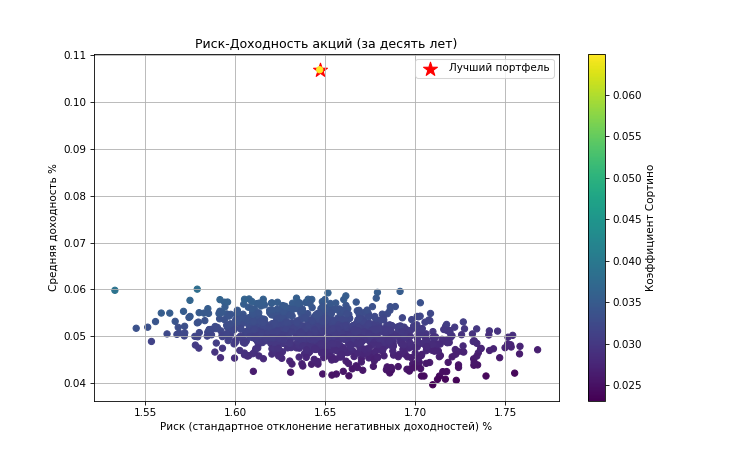 Риск-Доходность акций (за десять лет)
Лучший портфель
Средняя доходность %
0.11
0.10
0.09
0.08
0.07
0.06
0.05
0.04
1.55 1.60 1.65 1.70 1.75
Риск (стандартное отклонение негативных доходностей) %
0.060
0.055
0.050
0.045
0.040
0.035
0.030
0.025
Коэффициент Сортино